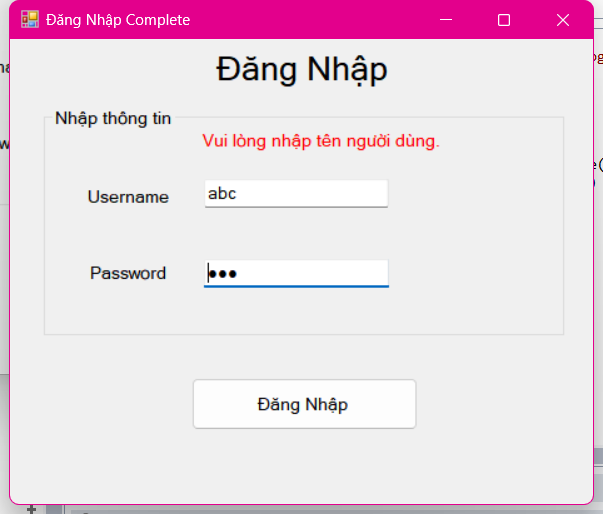 Đăng Nhập Complete
Đăng Nhập
Nhập thông tin
Vui lòng nhập tên người dùng.
Username abc
Password •••
Đăng Nhập